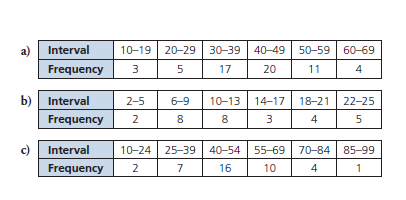 a) Interval 10–19 20–29 30–39 40–49 50–59 60–69
Frequency 3 5 17 20 11 4
b) Interval 2–5 6–9 10–13 14–17 18–21 22–25
Frequency 2 8 8 3 4 5
c) Interval 10–24 25–39 40–54 55–69 70–84 85–99
Frequency 2 7 16 10 4 1